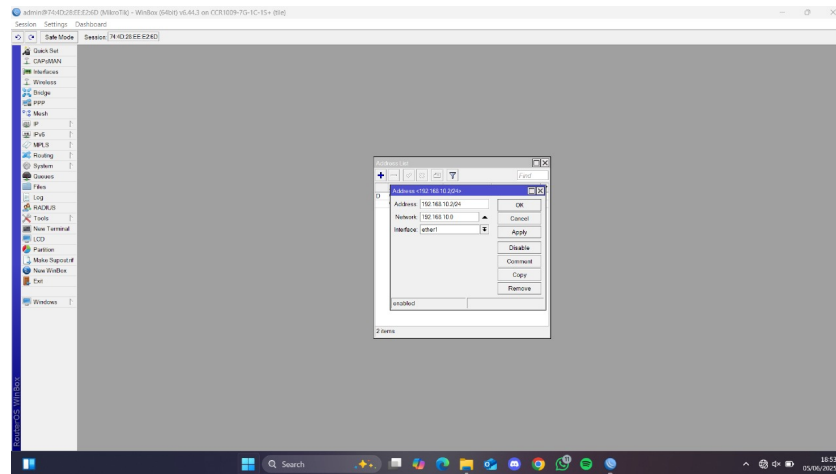 admin@74:4D:28:EE:E2:6D (MikroTik) - WinBox (64bit) v6.44.3 on CCR1009-7G-1C-1S+ (tile)
Session Settings Dashboard
Safe Mode Session: 74:4D:28:EE:E2:6D
Quick Set
CAPsMAN
Interfaces
Wireless
Bridge
PPP
Mesh
IP
IPv6
MPLS
Routing
System
Queues
Files
Log
RADIUS
Tools
New Terminal
LCD
Partition
Make Supout.rif
New WinBox
Exit
Windows
RouterOS WinBox
Address List
Find
D
Address <192.168.10.2/24>
Address: 192.168.10.2/24
Network: 192.168.10.0
Interface: ether1
OK
Cancel
Apply
Disable
Comment
Copy
Remove
enabled
2 items
Search
18:53
05/06/2025